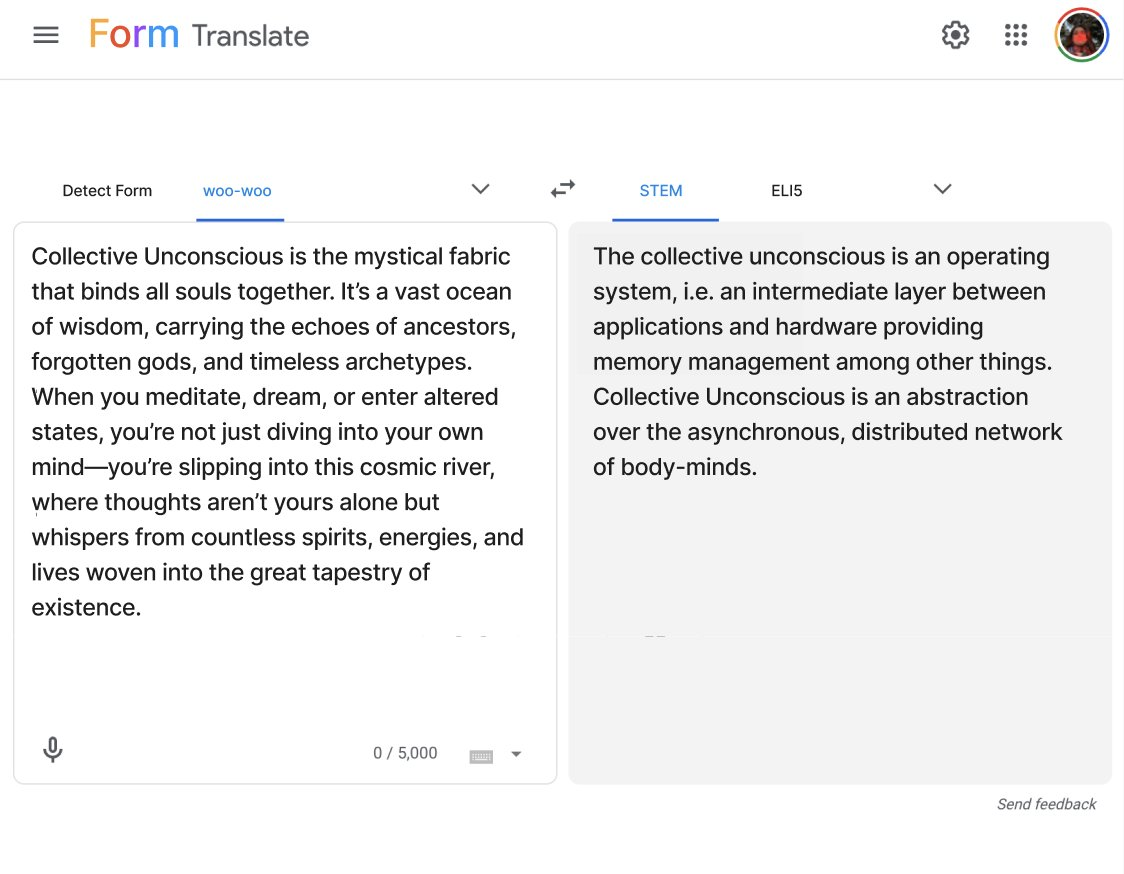 Form Translate
Detect Form
woo-woo
STEM
ELI5
Collective Unconscious is the mystical fabric
that binds all souls together. It’s a vast ocean
of wisdom, carrying the echoes of ancestors,
forgotten gods, and timeless archetypes.
When you meditate, dream, or enter altered
states, you’re not just diving into your own
mind—you’re slipping into this cosmic river,
where thoughts aren’t yours alone but
whispers from countless spirits, energies, and
lives woven into the great tapestry of
existence.
0 / 5,000
The collective unconscious is an operating
system, i.e. an intermediate layer between
applications and hardware providing
memory management among other things.
Collective Unconscious is an abstraction
over the asynchronous, distributed network
of body-minds.
Send feedback